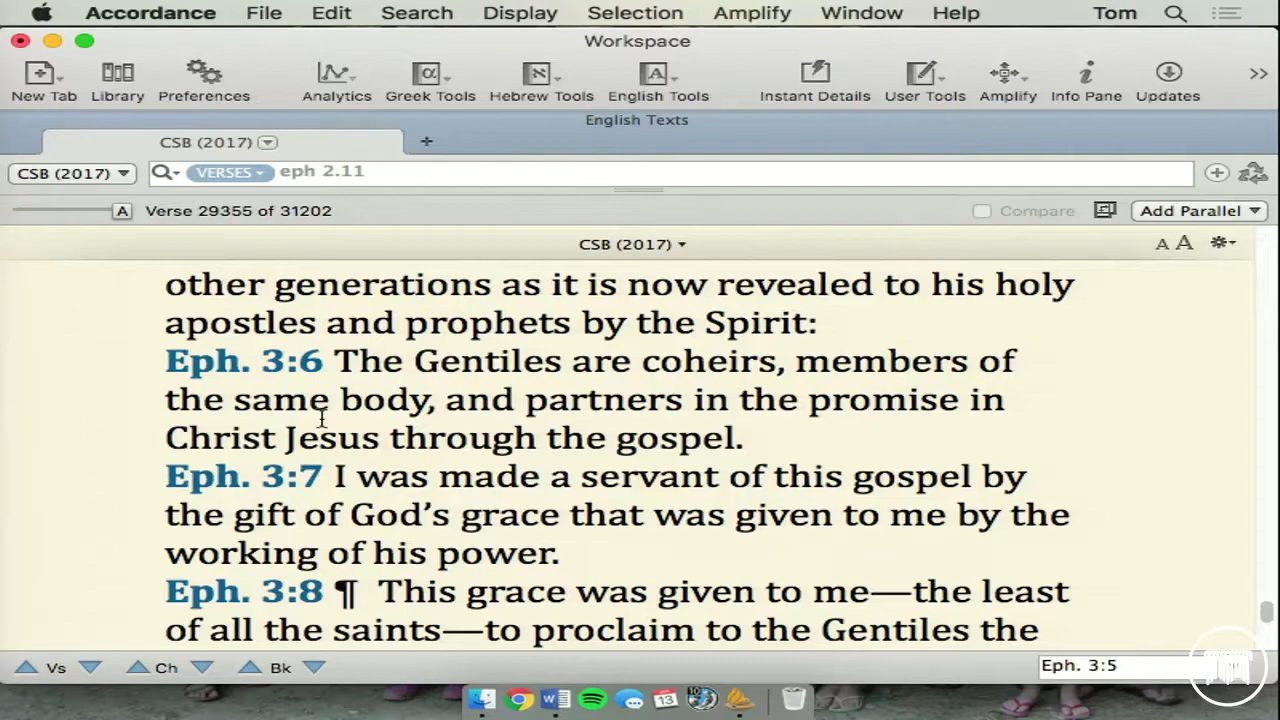 Accordance File Edit Search Display Selection Amplify Window Help Tom
Workspace
New Tab Library Preferences Analytics Greek Tools Hebrew Tools English Tools Instant Details User Tools Amplify Info Pane Updates
English Texts
CSB (2017) +
CSB (2017) VERSES eph 2.11
A Verse 29355 of 31202 Compare Add Parallel
CSB (2017) A A
other generations as it is now revealed to his holy
apostles and prophets by the Spirit:
Eph. 3:6 The Gentiles are coheirs, members of
the same body, and partners in the promise in
Christ Jesus through the gospel.
Eph. 3:7 I was made a servant of this gospel by
the gift of God’s grace that was given to me by the
working of his power.
Eph. 3:8 ¶ This grace was given to me—the least
of all the saints—to proclaim to the Gentiles the
Vs Ch Bk Eph. 3:5